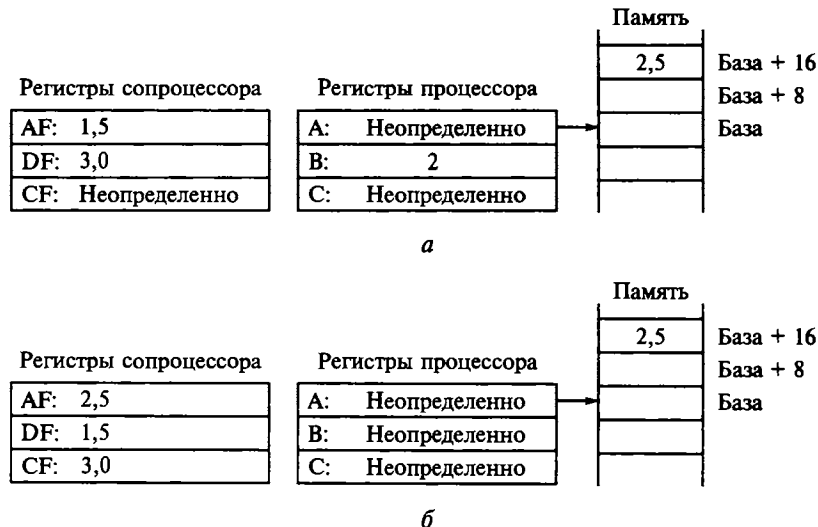 Память
2,5 База + 16
Регистры сопроцессора Регистры процессора База + 8
AF: 1,5 A: Неопределенно База
DF: 3,0 B: 2
CF: Неопределенно C: Неопределенно
а
Память
2,5 База + 16
Регистры сопроцессора Регистры процессора База + 8
AF: 2,5 A: Неопределенно База
DF: 1,5 B: Неопределенно
CF: 3,0 C: Неопределенно
б